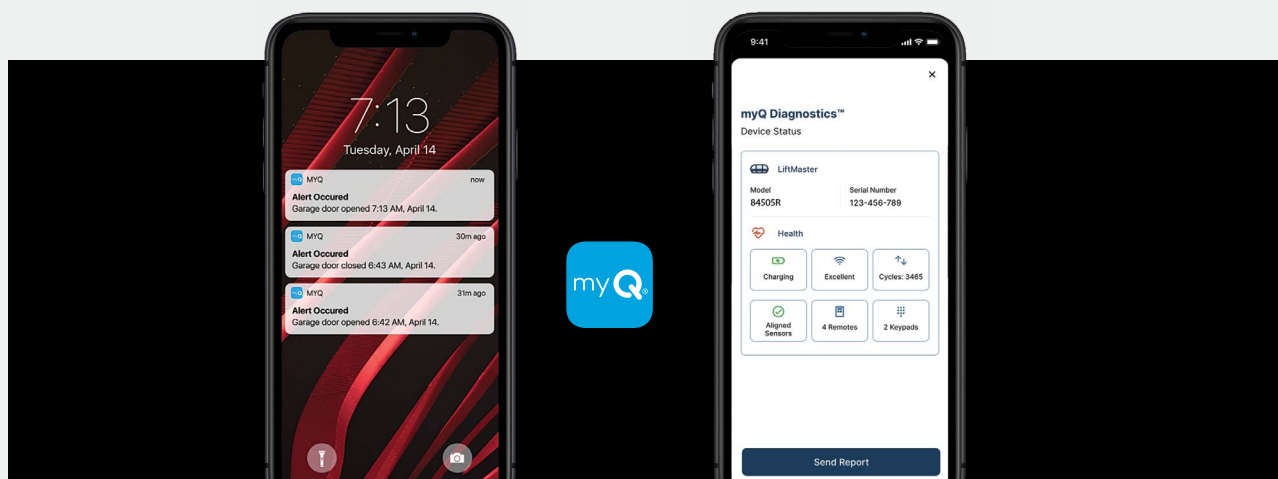 7:13
Tuesday, April 14
myQ MYQ now
Alert Occured
Garage door opened 7:13 AM, April 14.
myQ MYQ 30m ago
Alert Occured
Garage door closed 6:43 AM, April 14.
myQ MYQ 31m ago
Alert Occured
Garage door opened 6:42 AM, April 14.
myQ®
9:41
myQ Diagnostics™
Device Status
LiftMaster
Model Serial Number
84505R 123-456-789
Health
Charging Excellent Cycles: 3465
Aligned
Sensors 4 Remotes 2 Keypads
Send Report